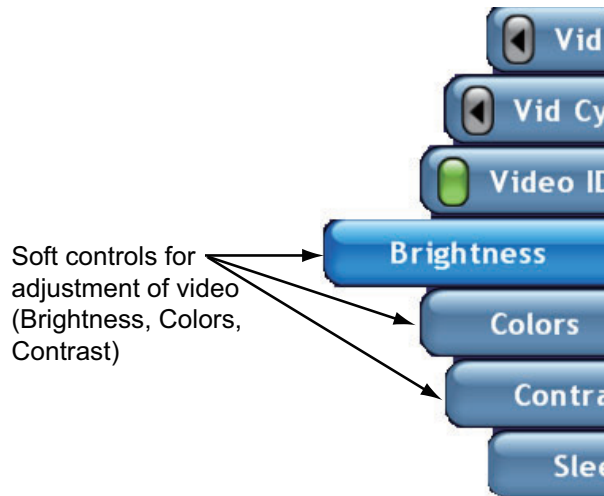 Vid
Vid Cy
Video ID
Brightness
Soft controls for
adjustment of video
(Brightness, Colors,
Contrast)
Colors
Contra
Slee